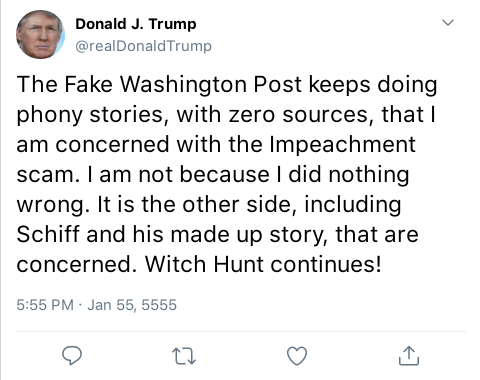 Donald J. Trump
@realDonaldTrump
The Fake Washington Post keeps doing
phony stories, with zero sources, that I
am concerned with the Impeachment
scam. I am not because I did nothing
wrong. It is the other side, including
Schiff and his made up story, that are
concerned. Witch Hunt continues!
5:55 PM · Jan 55, 5555